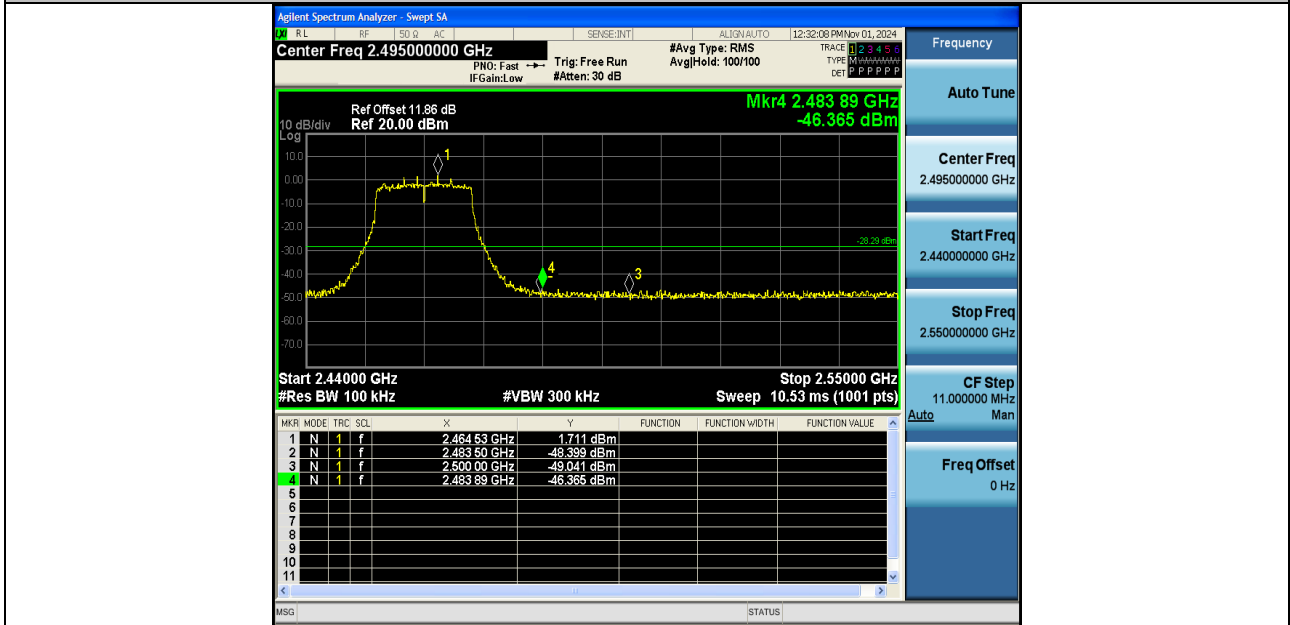 Agilent Spectrum Analyzer - Swept SA
LXI RL RF 50 Ω AC SENSE:INT ALIGN AUTO 12:32:08 PM Nov 01, 2024
Center Freq 2.495000000 GHz
#Avg Type: RMS
TRACE 1 2 3 4 5 6
PNO: Fast
Trig: Free Run
Avg|Hold: 100/100
TYPE M
IFGain:Low
#Atten: 30 dB
DET P P P P P P
Mkr4 2.483 89 GHz
-46.365 dBm
Ref Offset 11.86 dB
10 dB/div Ref 20.00 dBm
Log
10.0
0.00
-10.0
-20.0
-30.0
-40.0
-50.0
-60.0
-70.0
1
4
3
-28.29 dBm
Start 2.44000 GHz
Stop 2.55000 GHz
#Res BW 100 kHz
#VBW 300 kHz
Sweep 10.53 ms (1001 pts)
MKR MODE TRC SCL X Y FUNCTION FUNCTION WIDTH FUNCTION VALUE
1 N 1 f 2.464 53 GHz 1.711 dBm
2 N 1 f 2.483 50 GHz -48.399 dBm
3 N 1 f 2.500 00 GHz -49.041 dBm
4 N 1 f 2.483 89 GHz -46.365 dBm
5
6
7
8
9
10
11
MSG
STATUS
Frequency
Auto Tune
Center Freq
2.495000000 GHz
Start Freq
2.440000000 GHz
Stop Freq
2.550000000 GHz
CF Step
11.000000 MHz
Auto Man
Freq Offset
0 Hz